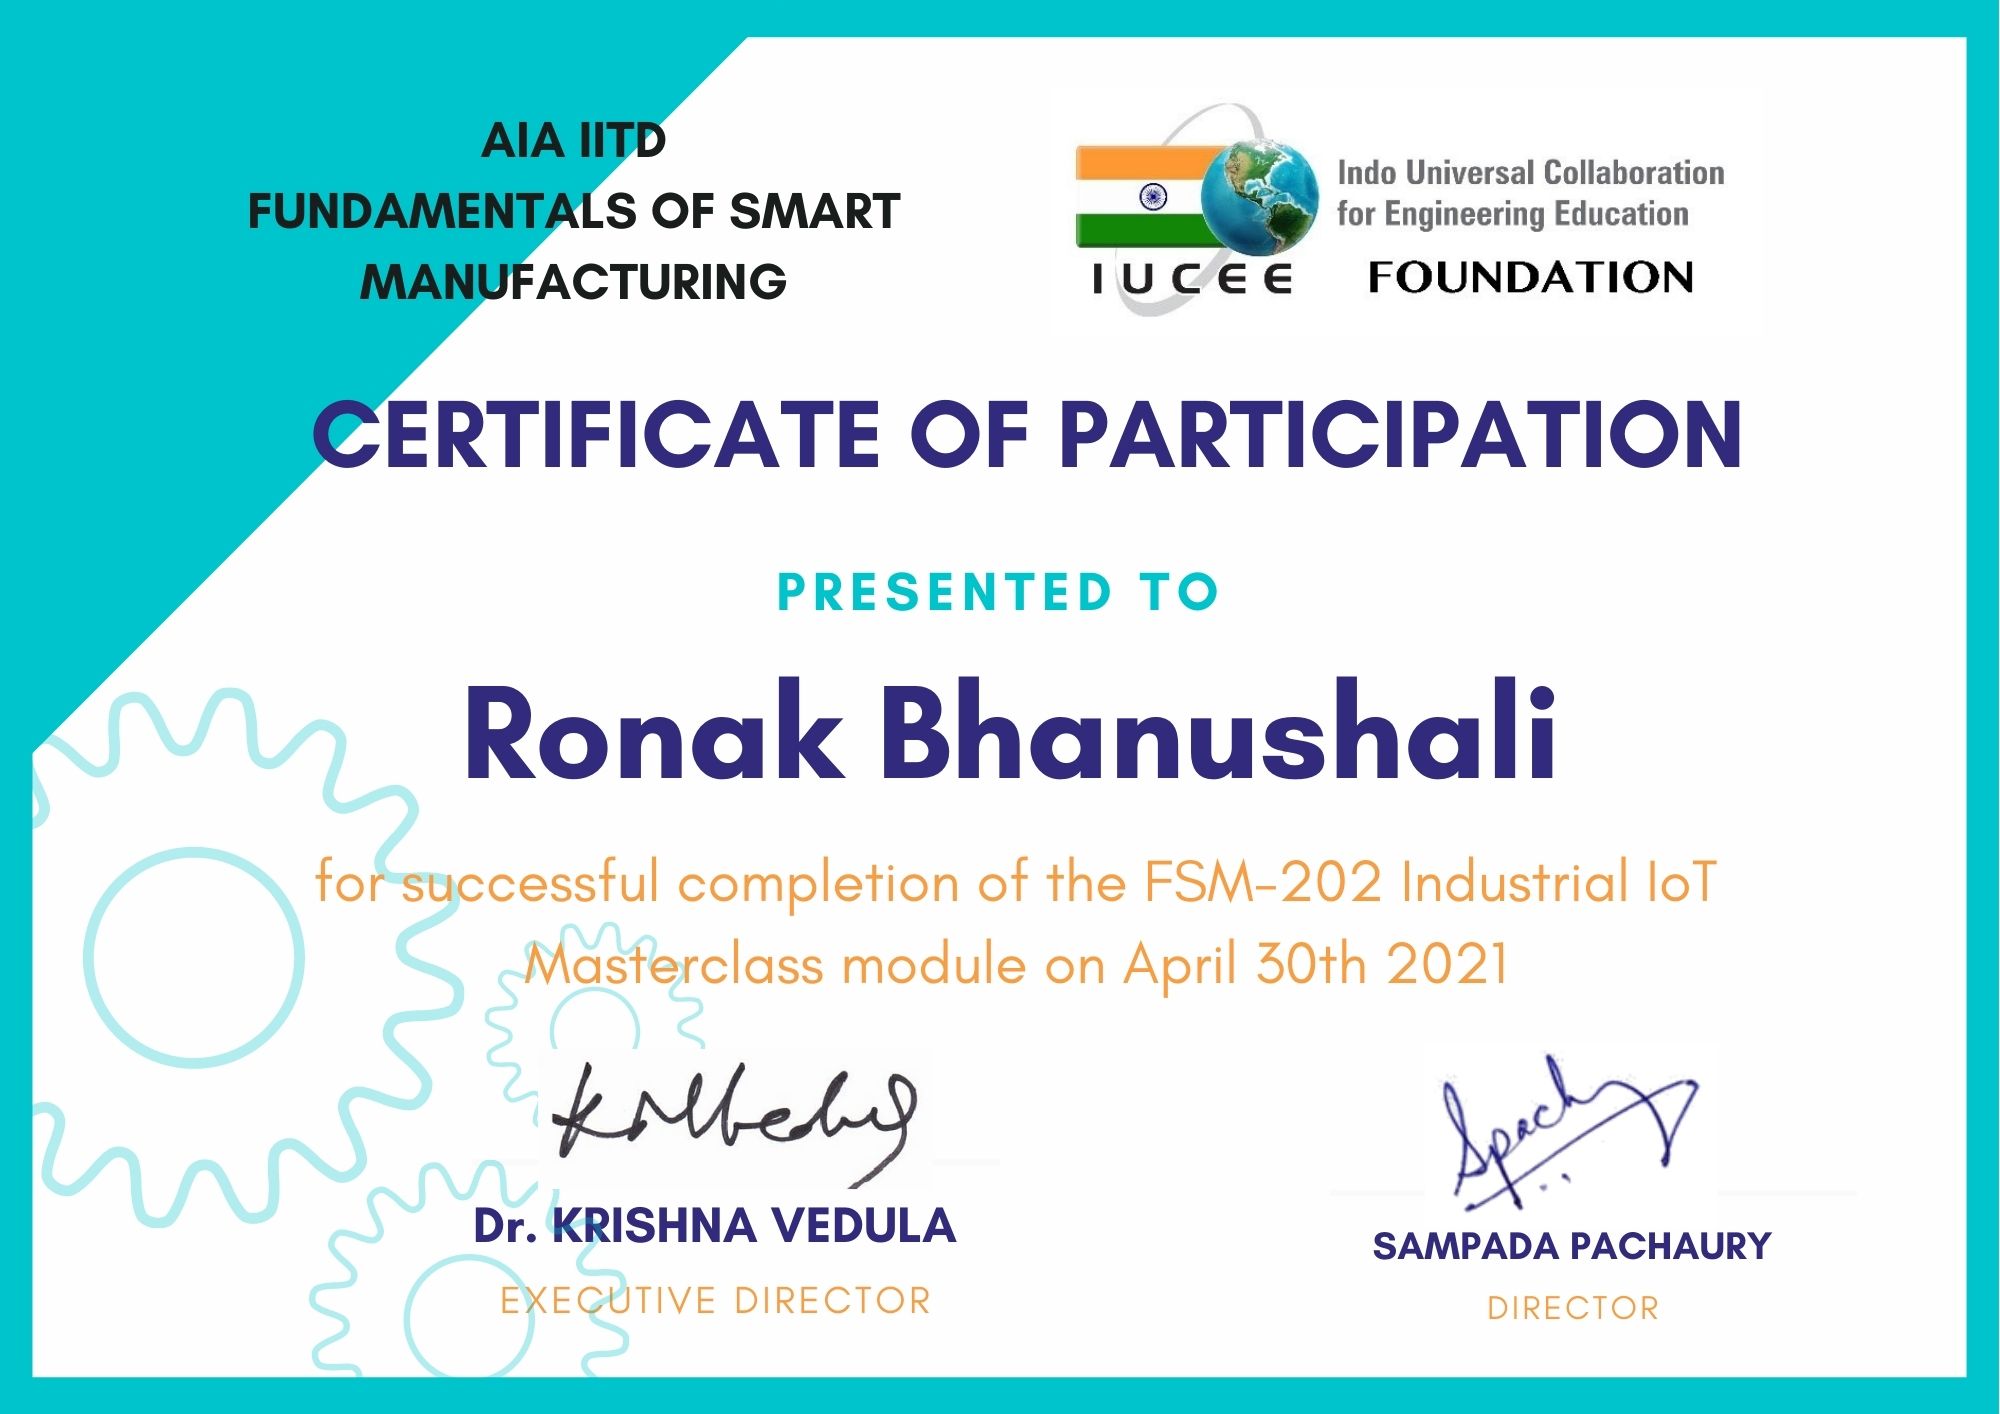 AIA IITD
FUNDAMENTALS OF SMART
MANUFACTURING
Indo Universal Collaboration
for Engineering Education
IUCEE FOUNDATION
CERTIFICATE OF PARTICIPATION
PRESENTED TO
Ronak Bhanushali
for successful completion of the FSM-202 Industrial IoT
Masterclass module on April 30th 2021
Dr. KRISHNA VEDULA
EXECUTIVE DIRECTOR
SAMPADA PACHAURY
DIRECTOR